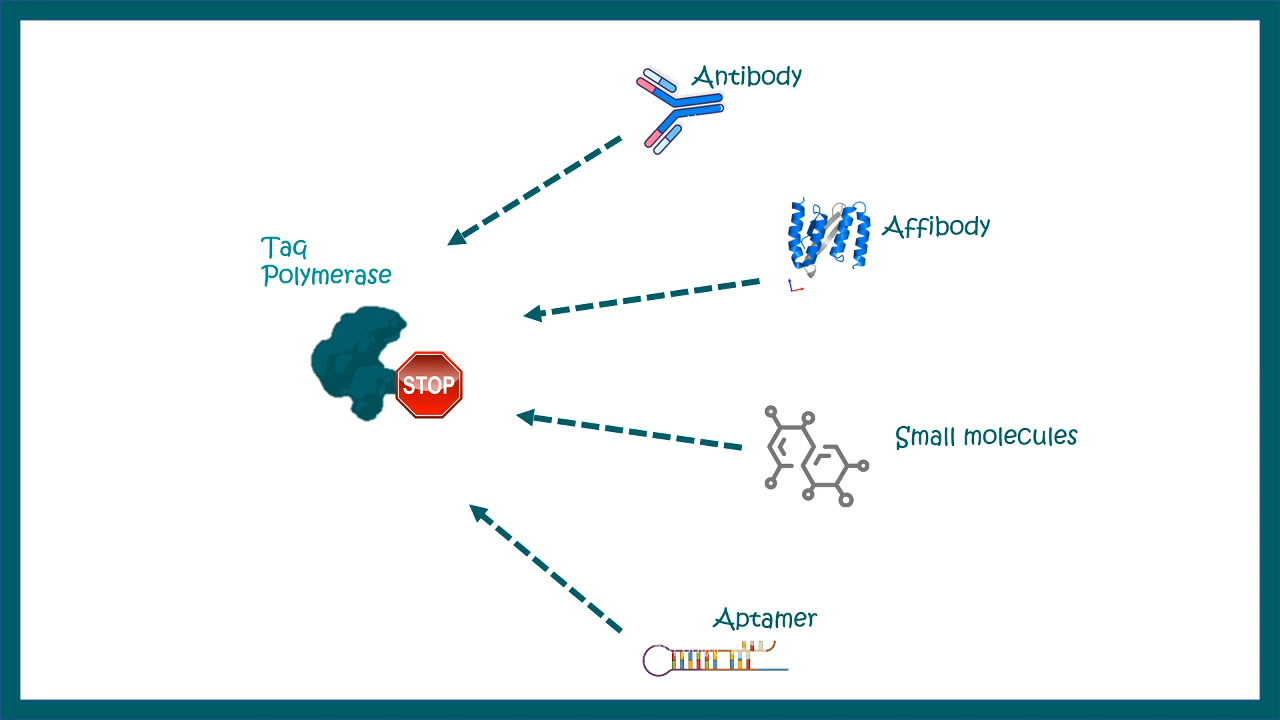 Antibody
Affibody
Taq
Polymerase
STOP
Small molecules
Aptamer